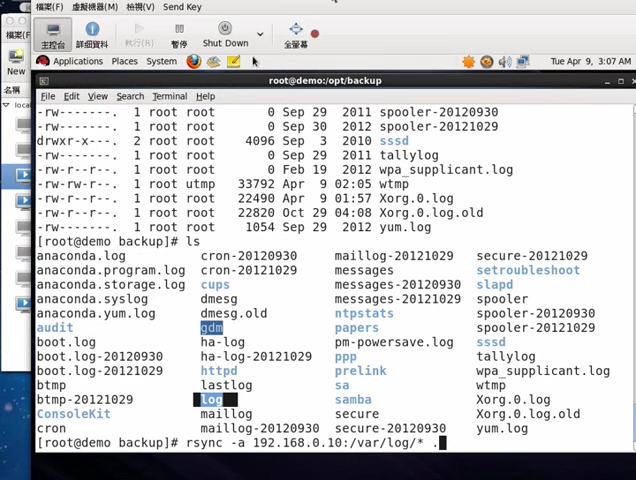 檔案(F) 虛擬機器(M) 檢視(V) Send Key
主控台 詳細資料 執行(R) 暫停 Shut Down 全螢幕
檔案(F
New
Applications Places System Tue Apr 9, 3:07 AM
名稱
root@demo:/opt/backup
File Edit View Search Terminal Help
local
-rw-------. 1 root root 0 Sep 29 2011 spooler-20120930
-rw-------. 1 root root 0 Sep 30 2012 spooler-20121029
drwxr-x---. 2 root root 4096 Sep 3 2010 sssd
-rw-------. 1 root root 0 Sep 29 2011 tallylog
-rw-r--r--. 1 root root 0 Feb 19 2012 wpa_supplicant.log
-rw-rw-r--. 1 root utmp 33792 Apr 9 02:05 wtmp
-rw-r--r--. 1 root root 22490 Apr 9 01:57 Xorg.0.log
-rw-r--r--. 1 root root 22820 Oct 29 04:08 Xorg.0.log.old
-rw-------. 1 root root 1054 Sep 29 2012 yum.log
[root@demo backup]# ls
anaconda.log cron-20120930 maillog-20121029 secure-20121029
anaconda.program.log cron-20121029 messages setroubleshoot
anaconda.storage.log cups messages-20120930 slapd
anaconda.syslog dmesg messages-20121029 spooler
anaconda.yum.log dmesg.old ntpstats spooler-20120930
audit gdm papers spooler-20121029
boot.log ha-log pm-powersave.log sssd
boot.log-20120930 ha-log-20121029 ppp tallylog
boot.log-20121029 httpd prelink wpa_supplicant.log
btmp lastlog sa wtmp
btmp-20121029 log samba Xorg.0.log
ConsoleKit maillog secure Xorg.0.log.old
cron maillog-20120930 secure-20120930 yum.log
[root@demo backup]# rsync -a 192.168.0.10:/var/log/* .